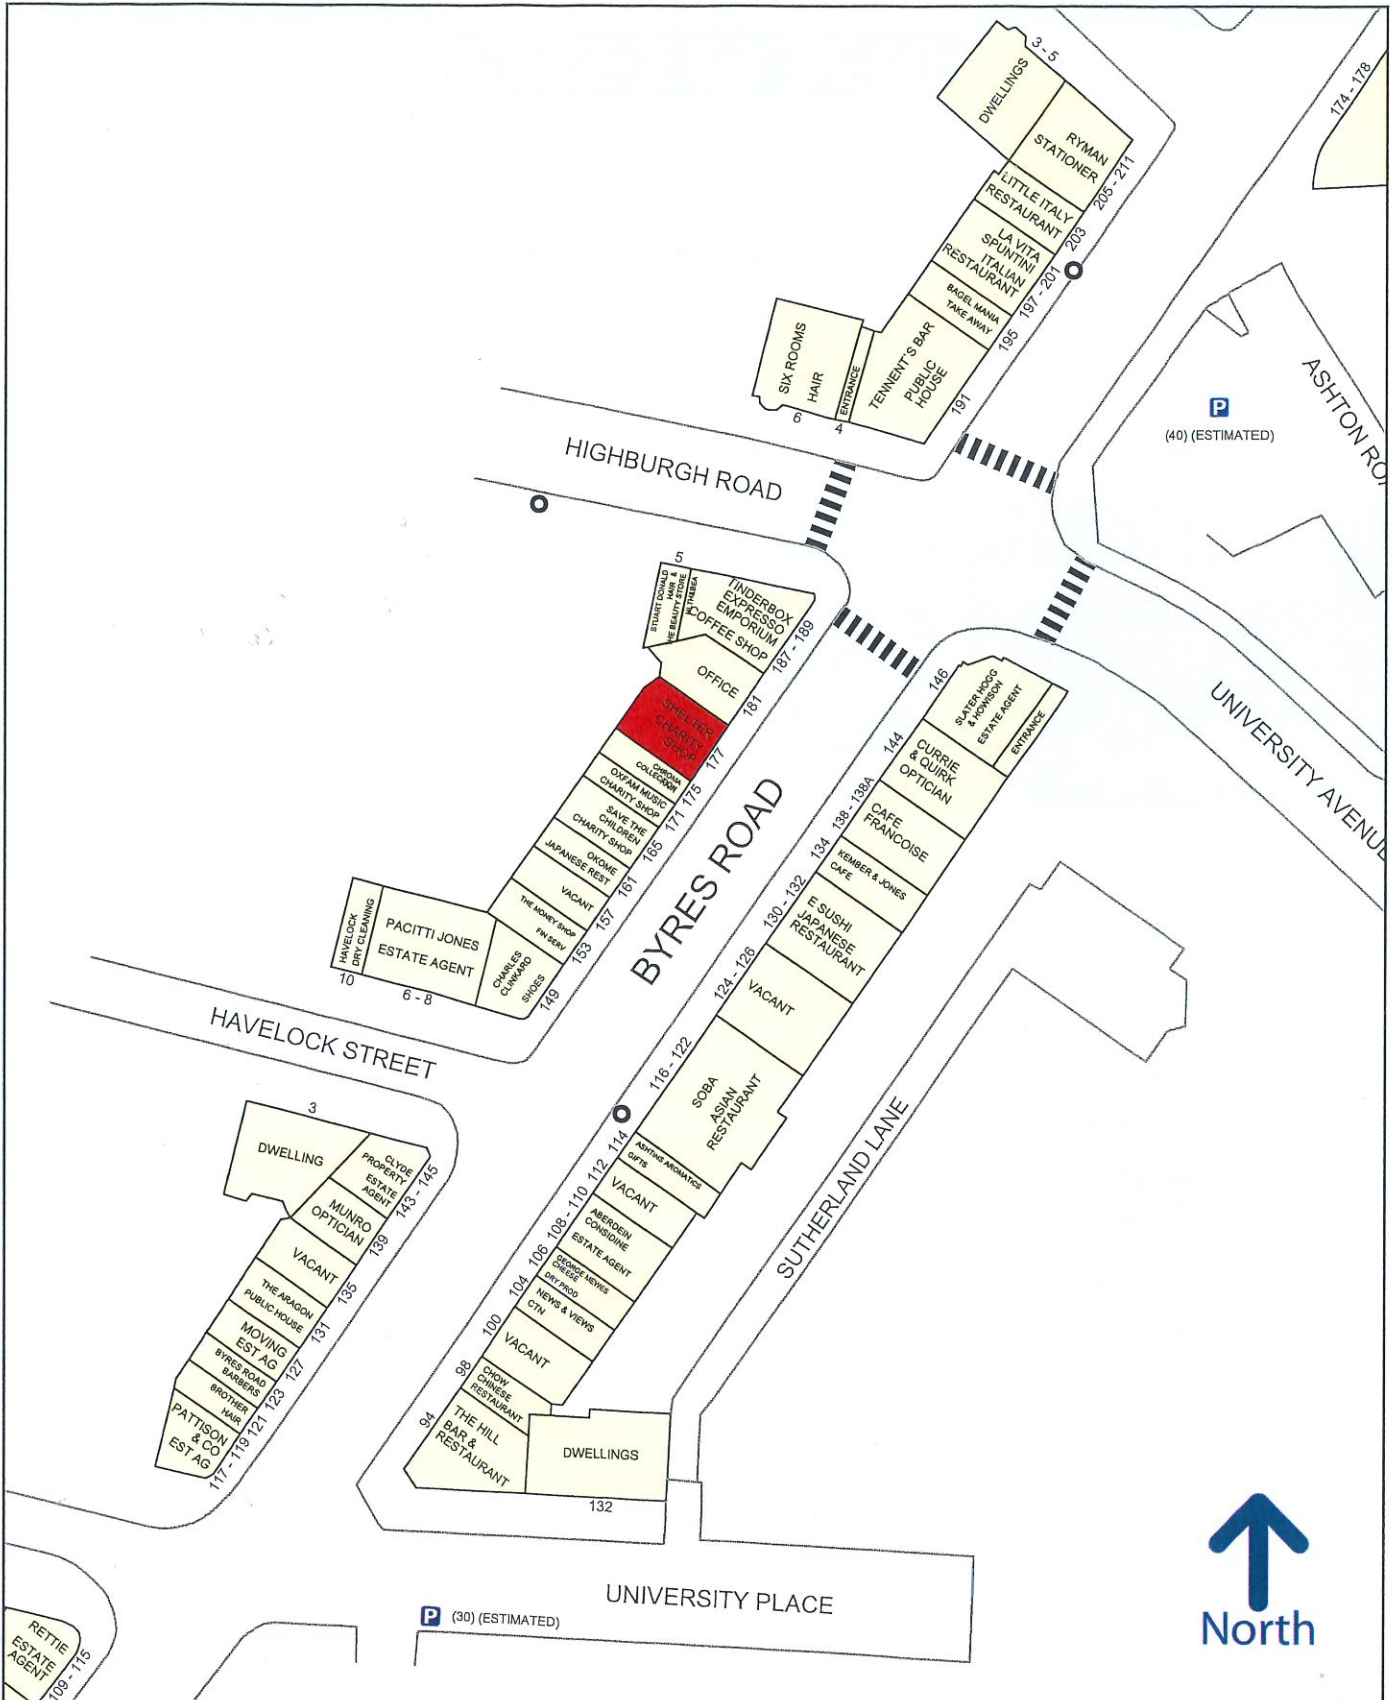 3 - 5
DWELLINGS
RYMAN
STATIONER
205 - 211
174 - 178
LITTLE ITALY
RESTAURANT
203
LA VITA
SPUNTINI
ITALIAN
RESTAURANT
197 - 201
BAGEL MANIA
TAKE AWAY
195
TENNENT'S BAR
PUBLIC
HOUSE
191
SIX ROOMS
HAIR
6
ENTRANCE
4
P
(40) (ESTIMATED)
ASHTON
HIGHBURGH ROAD
5
STUART DONALD
HAIR &
BEAUTY STORE
TINDERBOX
EXPRESSO
EMPORIUM
COFFEE SHOP
187 - 189
OFFICE
181
SHELTER
CHARITY
SHOP
177
CHROMA
COLLECTION
175
OXFAM MUSIC
CHARITY SHOP
171
SAVE THE
CHILDREN
CHARITY SHOP
165
OKOME
JAPANESE REST
161
VACANT
157
THE MONEY SHOP
FIN SERV
153
CHARLES
CLINKARD
SHOES
149
PACITTI JONES
ESTATE AGENT
6 - 8
HAVELOCK
DRY CLEANING
10
BYRES ROAD
146
SLATER HOGG
& HOWISON
ESTATE AGENT
ENTRANCE
UNIVERSITY AVENUE
144
CURRIE
& QUIRK
OPTICIAN
138 - 138A
CAFE
FRANCOISE
134
KEMBER & JONES
CAFE
130 - 132
E SUSHI
JAPANESE
RESTAURANT
124 - 126
VACANT
116 - 122
SOBA
ASIAN
RESTAURANT
114
ASHTINS AROMATICS
GIFTS
112
VACANT
108 - 110
ABERDEIN
CONSIDINE
ESTATE AGENT
106
GEORGE MEWES
CHEESE
DRY PROD
104
NEWS & VIEWS
CTN
100
VACANT
98
CHOW
CHINESE
RESTAURANT
94
THE HILL
BAR &
RESTAURANT
DWELLINGS
132
SUTHERLAND LANE
HAVELOCK STREET
3
DWELLING
CLYDE
PROPERTY
ESTATE
AGENT
143 - 145
MUNRO
OPTICIAN
139
VACANT
135
THE ARAGON
PUBLIC HOUSE
131
MOVING
EST AG
127
BYRES ROAD
BARBERS
123
BROTHER
HAIR
121
PATTISON
& CO
EST AG
117 - 119
UNIVERSITY PLACE
P (30) (ESTIMATED)
RETTIE
ESTATE
AGENT
109 - 115
North